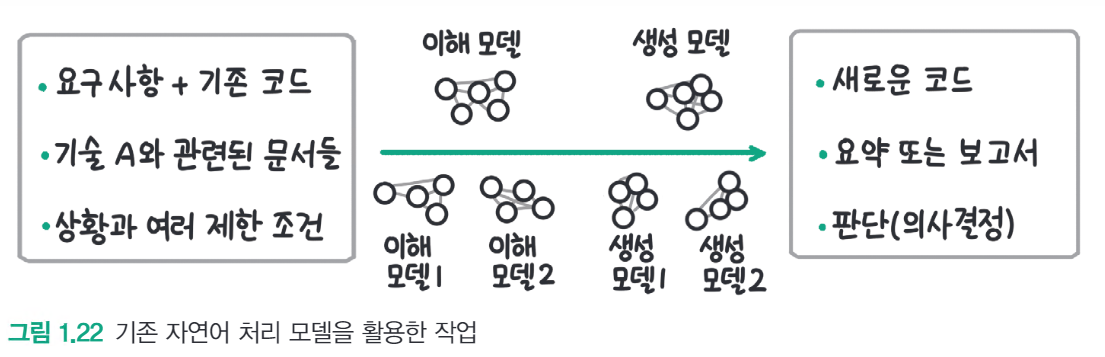 • 요구사항 + 기존 코드
• 기술 A와 관련된 문서들
• 상황과 여러 제한 조건
이해 모델
생성 모델
이해
모델1
이해
모델2
생성
모델1
생성
모델2
• 새로운 코드
• 요약 또는 보고서
• 판단(의사결정)
그림 1.22 기존 자연어 처리 모델을 활용한 작업